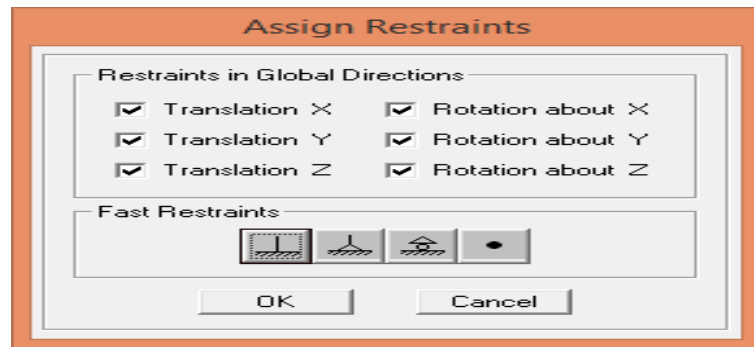 Assign Restraints
Restraints in Global Directions
Translation X Rotation about X
Translation Y Rotation about Y
Translation Z Rotation about Z
Fast Restraints
OK Cancel